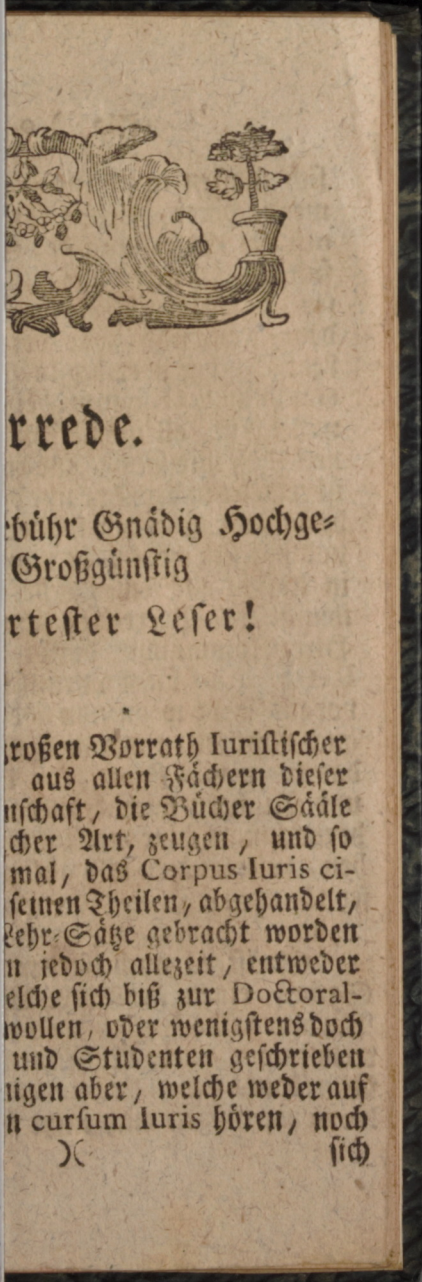 rrede.
bühr Gnädig Hochge⸗
Großgünſtig
rteſter Leſer!
großen Vorrath Iuriſtiſcher
aus allen Fächern dieſer
nſchaft, die Bücher Sääle
cher Art, zeugen, und ſo
mal, das Corpus Iuris ci-
ſeinen Theilen, abgehandelt,
Lehr-Sätze gebracht worden
n jedoch allezeit, entweder
elche ſich biß zur Doctoral-
wollen, oder wenigſtens doch
und Studenten geſchrieben
nigen aber, welche weder auf
n curſum Iuris hören, noch
)( ſich